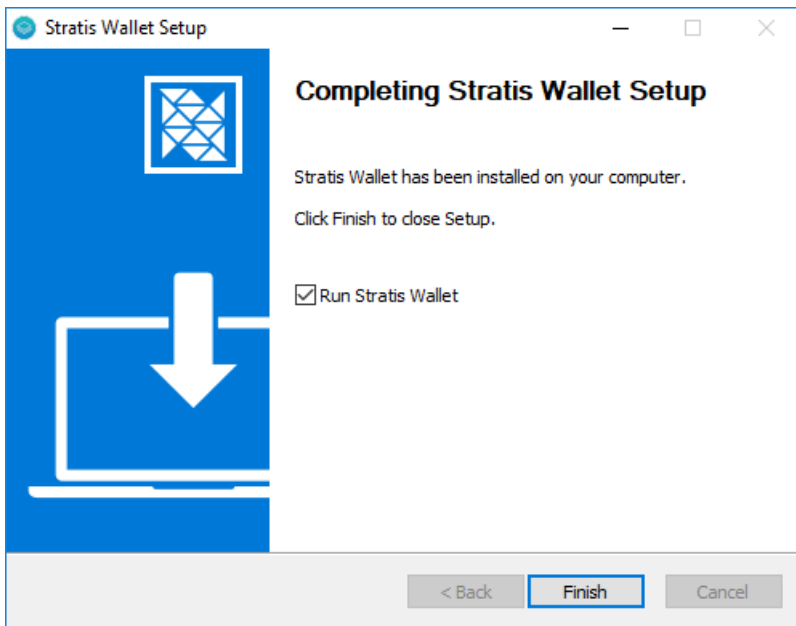 Stratis Wallet Setup
Completing Stratis Wallet Setup
Stratis Wallet has been installed on your computer.
Click Finish to close Setup.
Run Stratis Wallet
< Back
Finish
Cancel